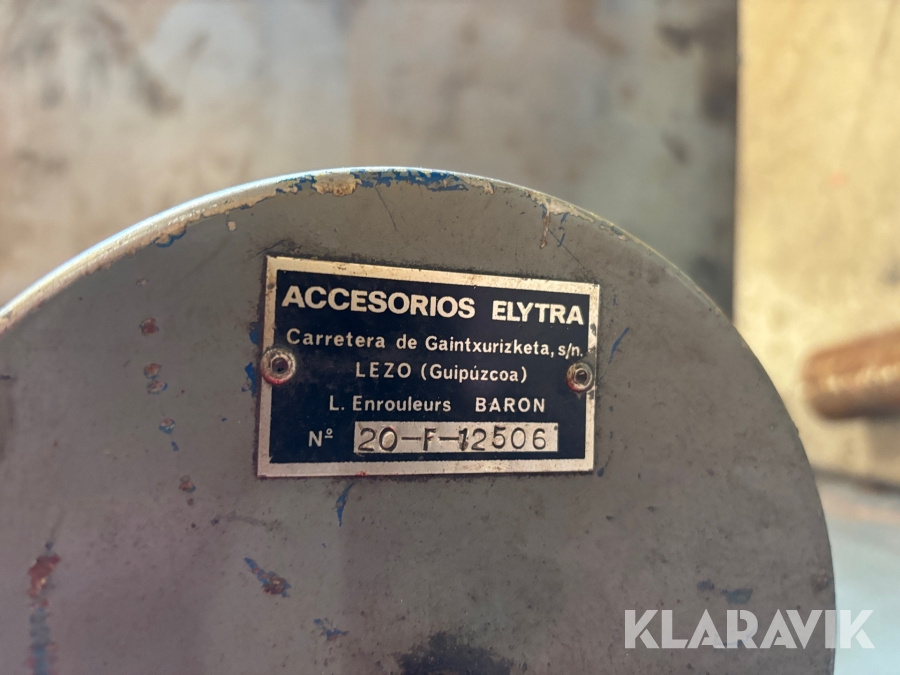 ACCESORIOS ELYTRA
Carretera de Gaintxurizketa, s/n.
LEZO (Guipúzcoa)
L. Enrouleurs BARON
Nº 20-F-12506
KLARAVIK